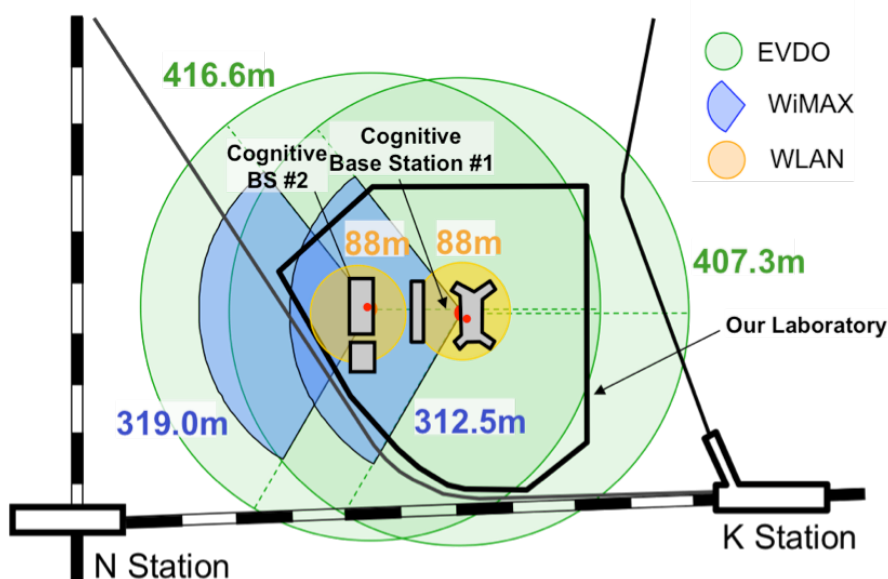 416.6m
EVDO
WiMAX
WLAN
Cognitive
Base Station #1
Cognitive
BS #2
88m
88m
407.3m
Our Laboratory
319.0m
312.5m
N Station
K Station